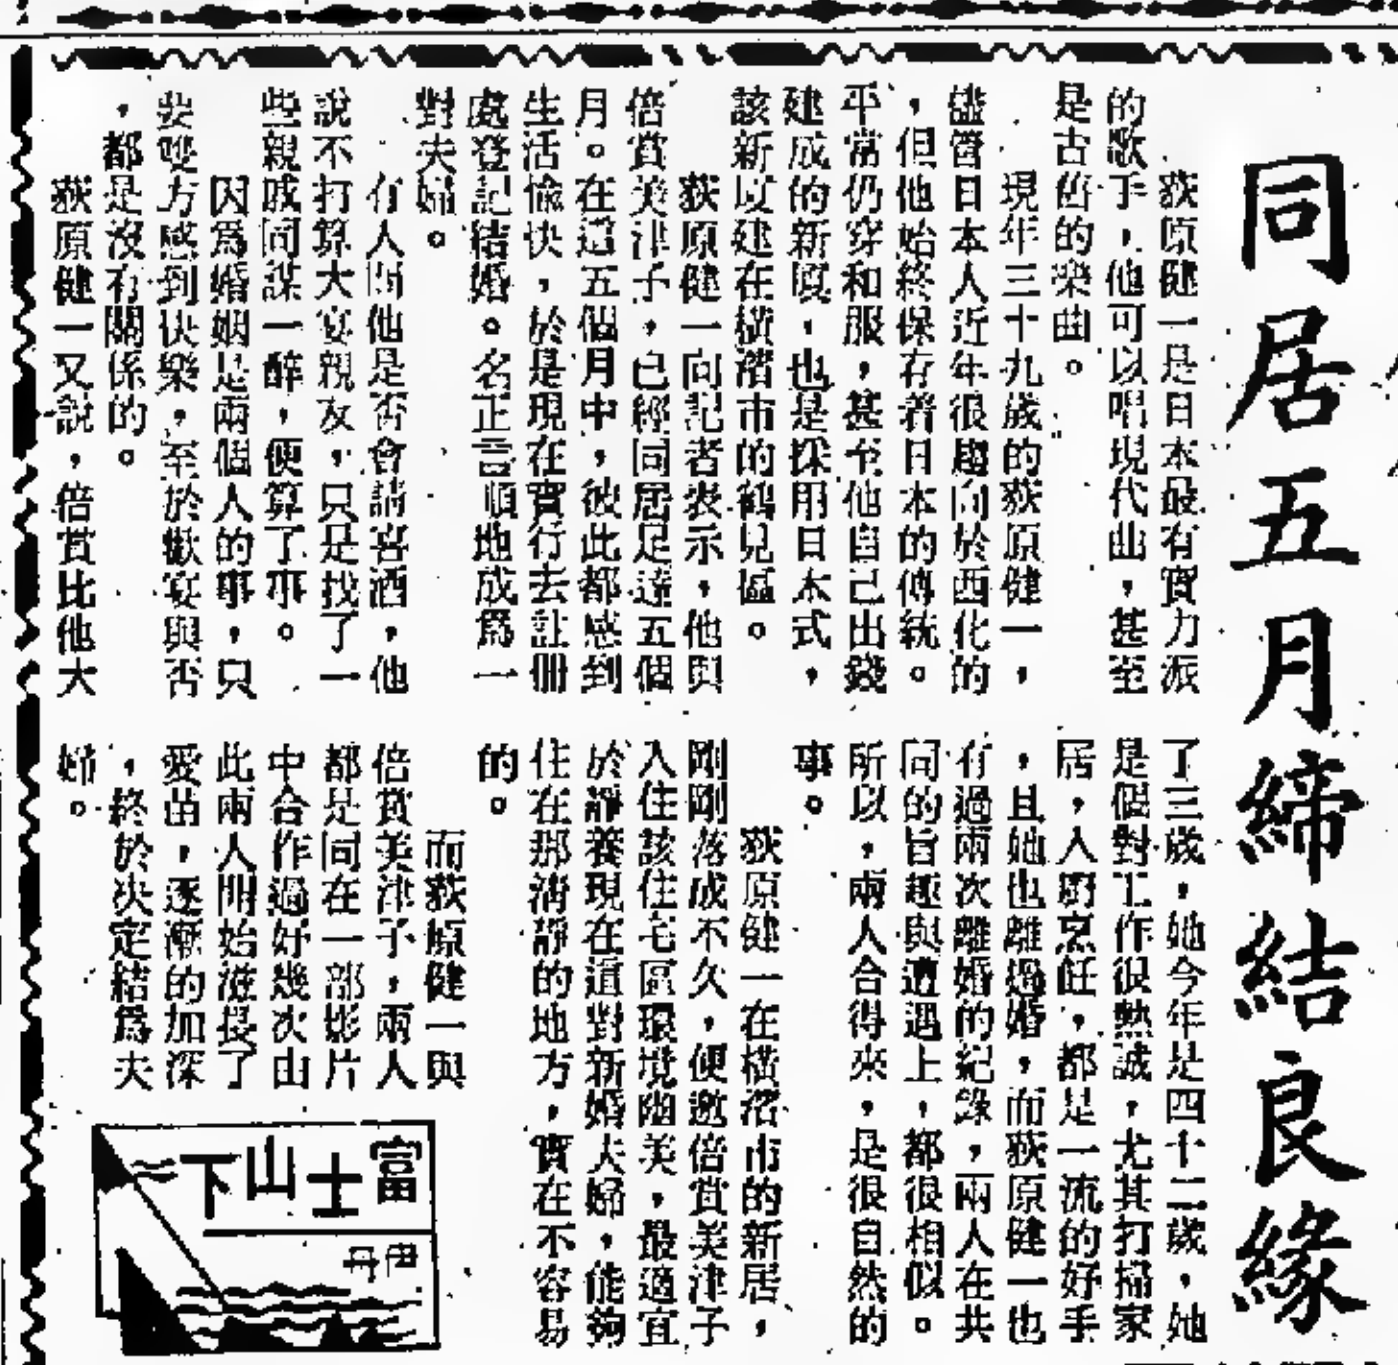 同居五月締結良緣
荻原健一是日本最有實力派
的歌手，他可以唱現代曲，甚至
是古舊的樂曲。
現年三十九歲的荻原健一，
儘管日本人近年很趨向於西化的
，但他始終保存着日本的傳統。
平常仍穿和服，甚至他自己出錢
建成的新廈，也是採用日本式，
該新廈建在橫濱市的鶴見區。
荻原健一向記者表示，他與
倍賞美津子，已經同居足達五個
月。在這五個月中，彼此都感到
生活愉快，於是現在實行去註冊
處登記結婚。名正言順地成爲一
對夫婦。
有人問他是否會請喜酒，他
說不打算大宴親友，只是找了一
些親戚同謀一醉，便算了事。
因爲婚姻是兩個人的事，只
要雙方感到快樂，至於歡宴與否
，都是沒有關係的。
荻原健一又說，倍賞比他大
了三歲，她今年是四十二歲，她
是個對工作很熱誠，尤其打掃家
居，入廚烹飪，都是一流的好手
，且她也離過婚，而荻原健一也
有過兩次離婚的紀錄，兩人在共
同的旨趣與遭遇上，都很相似。
所以，兩人合得來，是很自然的
事。
荻原健一在橫濱市的新居，
剛剛落成不久，便邀倍賞美津子
入住該住宅區環境幽美，最適宜
於靜養現在這對新婚夫婦，能夠
住在那清靜的地方，實在不容易
的。
而荻原健一與
倍賞美津子，兩人
都是同在一部影片
中合作過好幾次由
此兩人開始滋長了
愛苗，逐漸的加深
，終於決定結爲夫
婦。
富士山下
伊丹